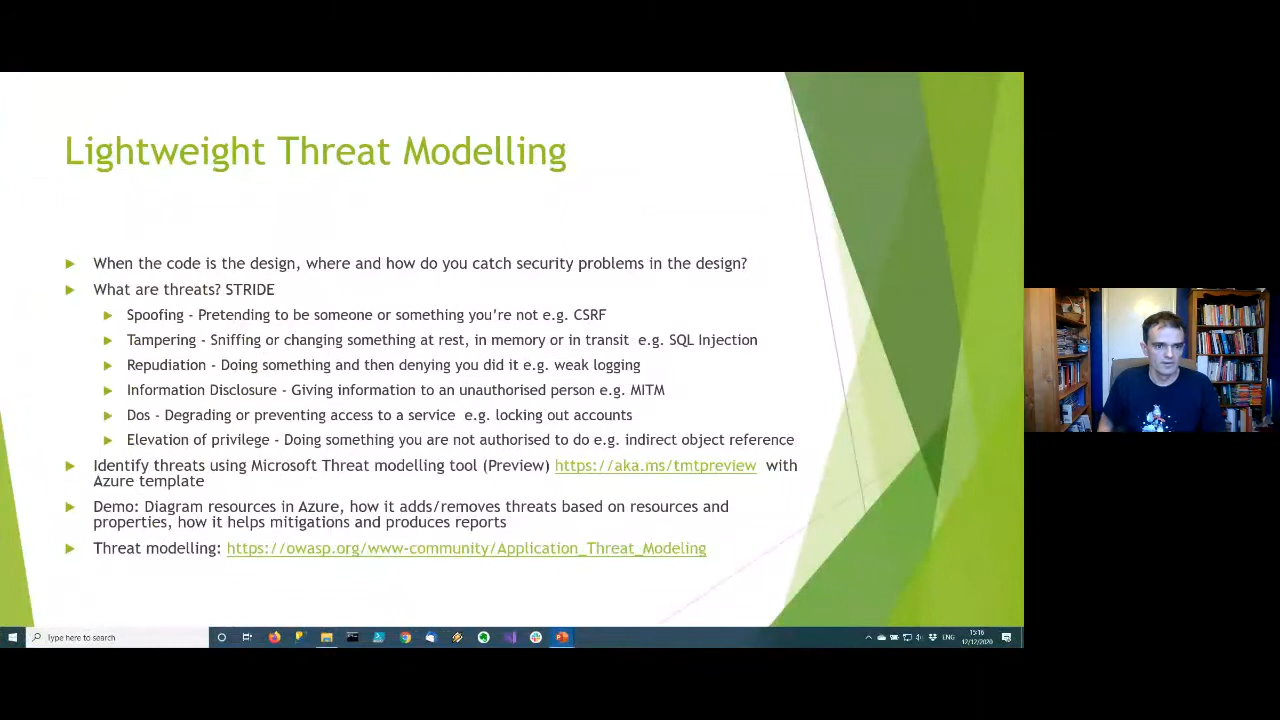 Lightweight Threat Modelling
When the code is the design, where and how do you catch security problems in the design?
What are threats? STRIDE
Spoofing - Pretending to be someone or something you're not e.g. CSRF
Tampering - Sniffing or changing something at rest, in memory or in transit e.g. SQL Injection
Repudiation - Doing something and then denying you did it e.g. weak logging
Information Disclosure - Giving information to an unauthorised person e.g. MITM
Dos - Degrading or preventing access to a service e.g. locking out accounts
Elevation of privilege - Doing something you are not authorised to do e.g. indirect object reference
Identify threats using Microsoft Threat modelling tool (Preview) https://aka.ms/tmtpreview with
Azure template
Demo: Diagram resources in Azure, how it adds/removes threats based on resources and
properties, how it helps mitigations and produces reports
Threat modelling: https://owasp.org/www-community/Application_Threat_Modeling
Type here to search
ENG
15:16
12/12/2020